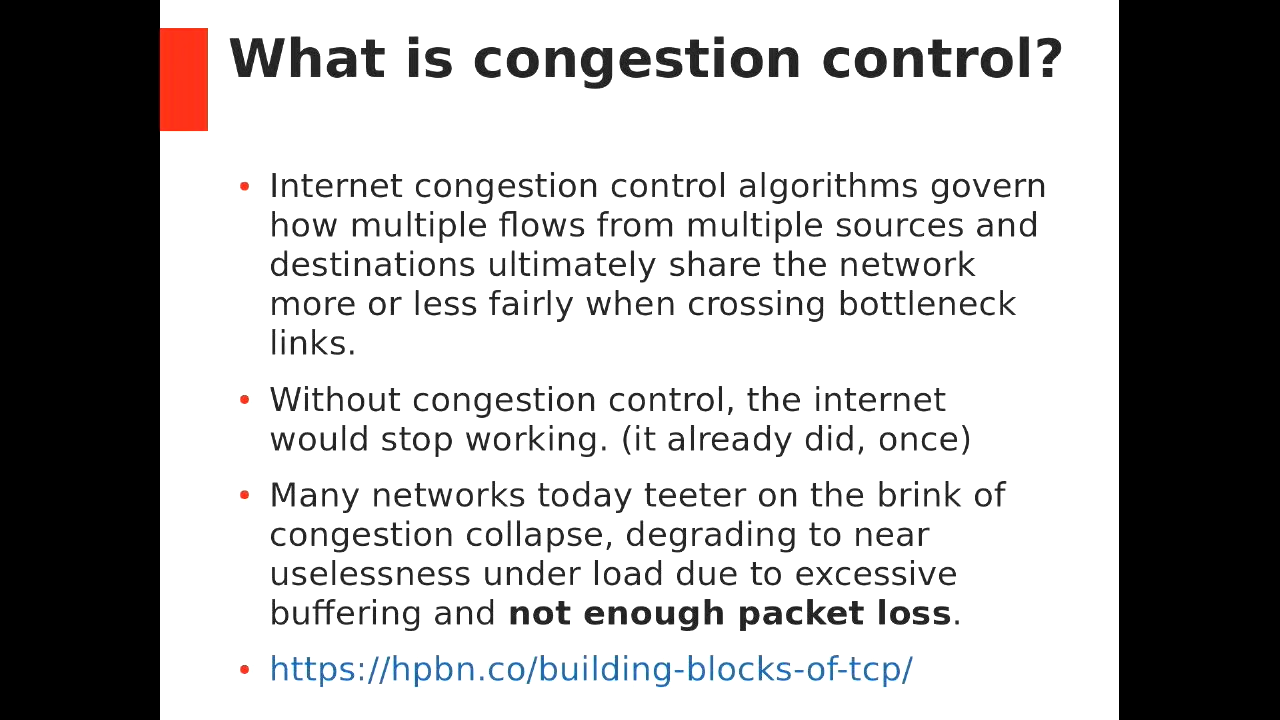 What is congestion control?
• Internet congestion control algorithms govern
how multiple flows from multiple sources and
destinations ultimately share the network
more or less fairly when crossing bottleneck
links.
• Without congestion control, the internet
would stop working. (it already did, once)
• Many networks today teeter on the brink of
congestion collapse, degrading to near
uselessness under load due to excessive
buffering and not enough packet loss.
• https://hpbn.co/building-blocks-of-tcp/